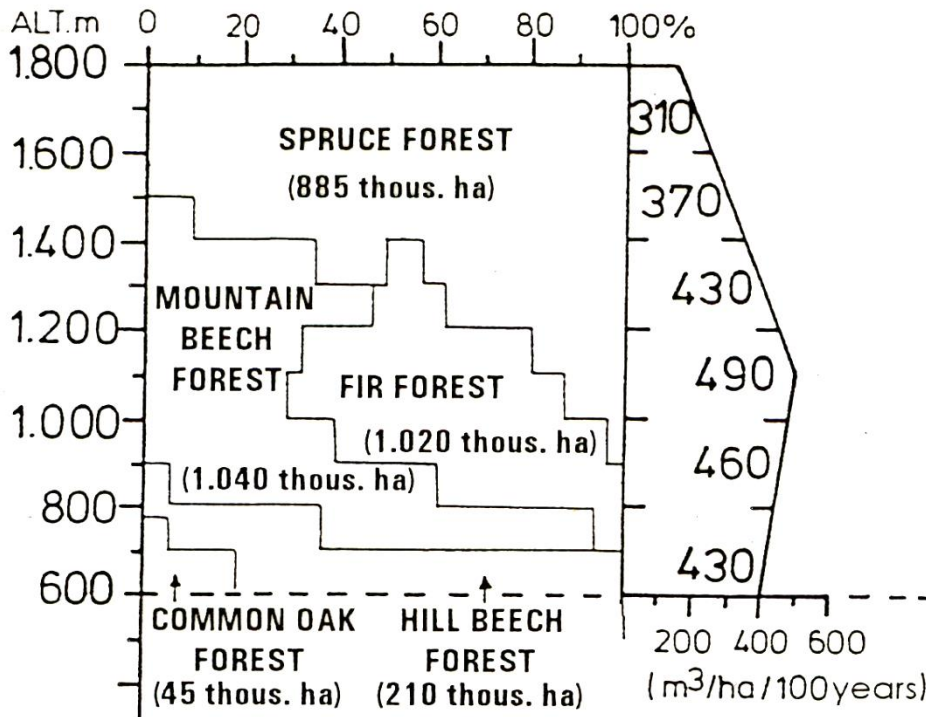 ALT.m 0 20 40 60 80 100%
1.800
310
SPRUCE FOREST
1.600
(885 thous. ha)
370
1.400
430
MOUNTAIN
BEECH
1.200
FOREST
FIR FOREST
490
1.000
(1.020 thous. ha)
460
(1.040 thous. ha)
800
430
600
COMMON OAK
FOREST
(45 thous. ha)
HILL BEECH
FOREST
(210 thous. ha)
200 400 600
(m³/ha/100years)